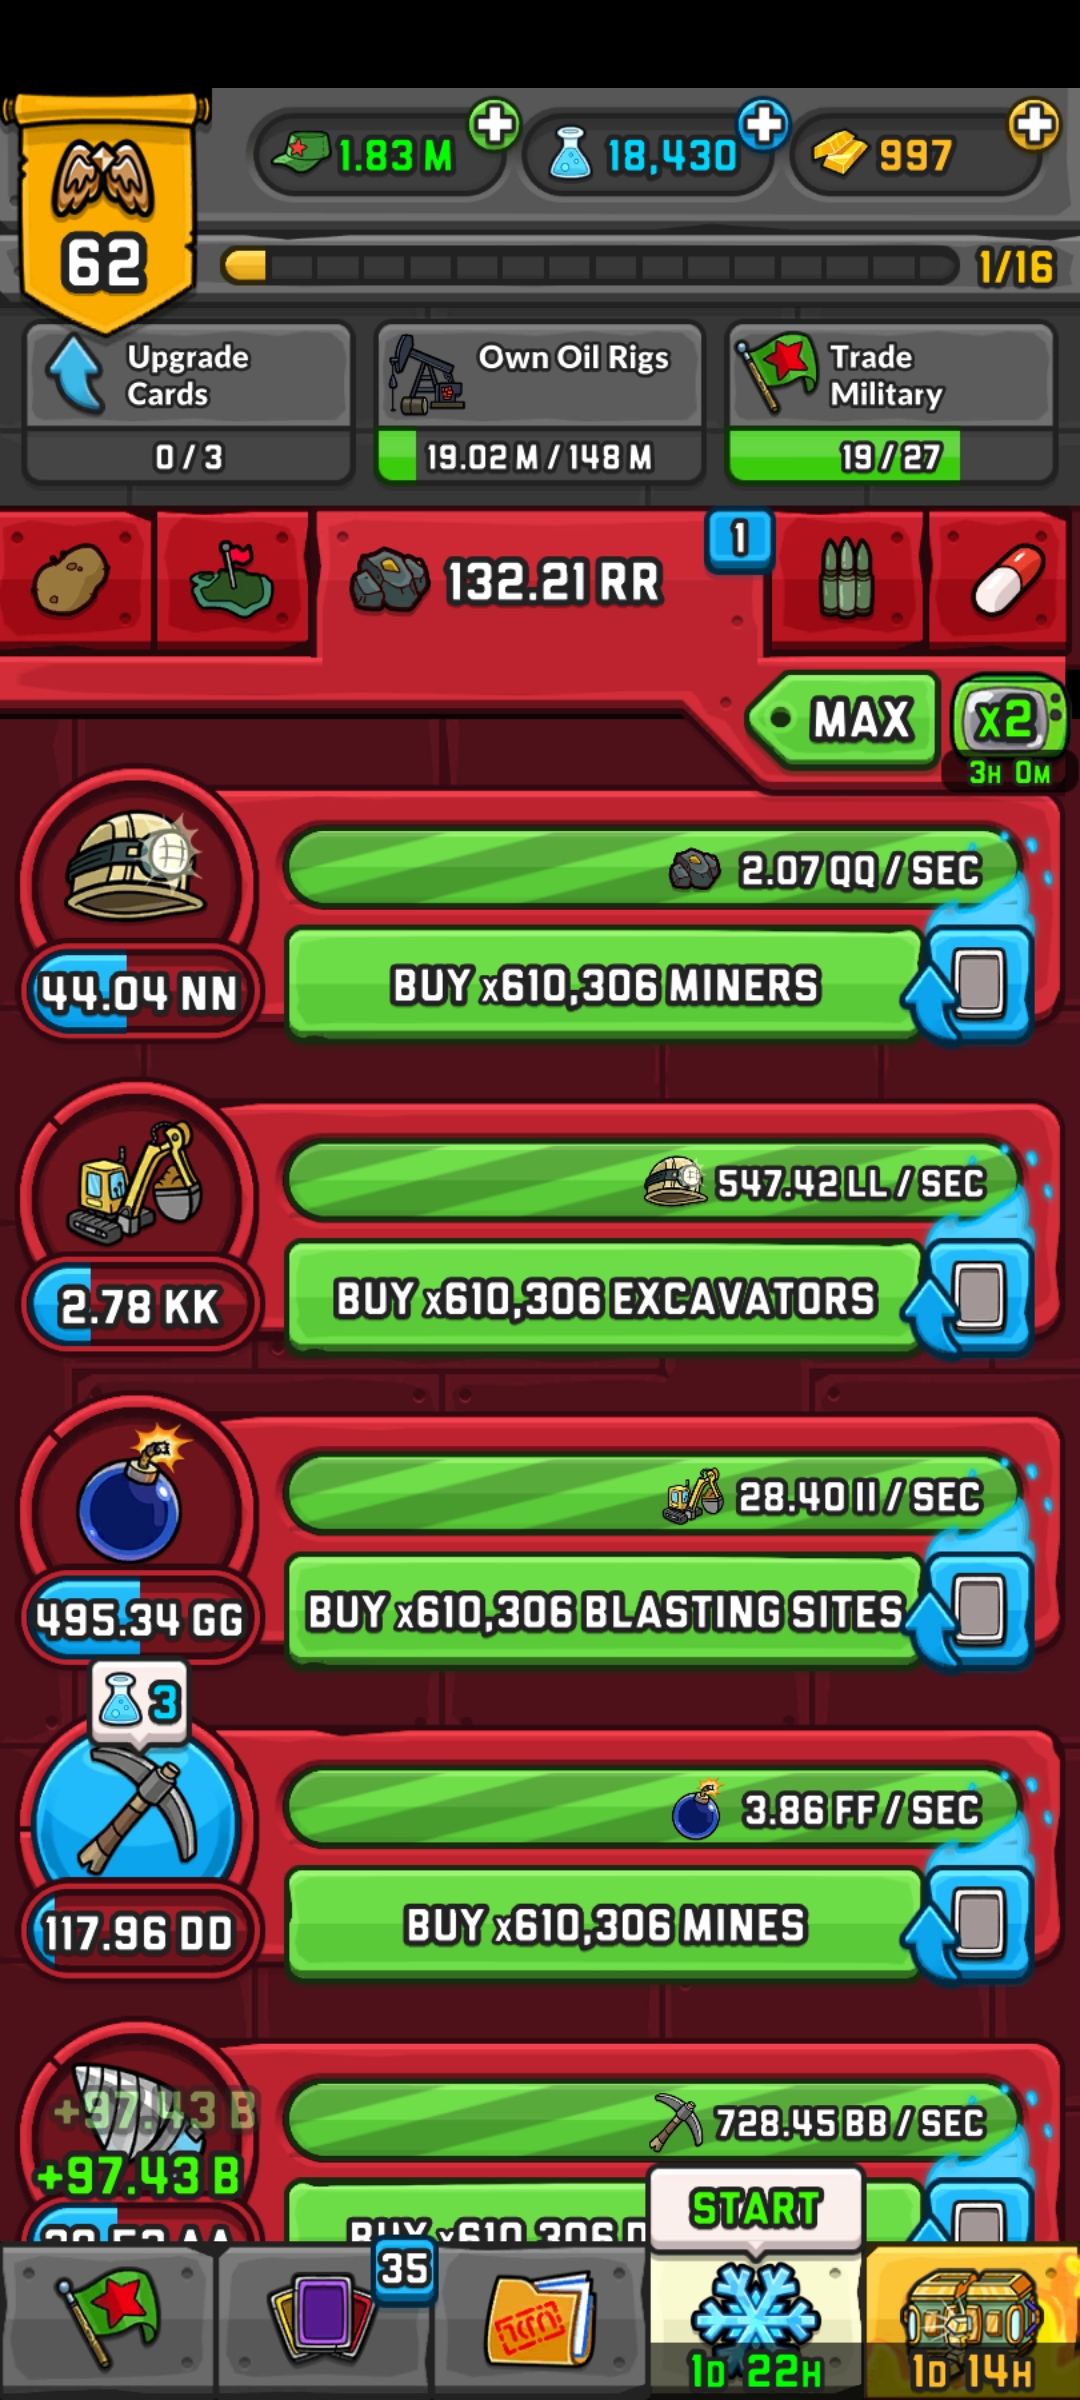 1.83 M
18,430
997
62
1/16
Upgrade Cards
Own Oil Rigs
Trade Military
0 / 3
19.02 M / 148 M
19 / 27
132.21 RR
1
MAX
x2
3H 0M
2.07 QQ / SEC
44.04 NN
BUY x610,306 MINERS
547.42 LL / SEC
2.78 KK
BUY x610,306 EXCAVATORS
28.40 II / SEC
495.34 GG
BUY x610,306 BLASTING SITES
3
3.86 FF / SEC
117.96 DD
BUY x610,306 MINES
+97.43 B
728.45 BB / SEC
+97.43 B
START
BUY x610,306
35
1D 22H
1D 14H